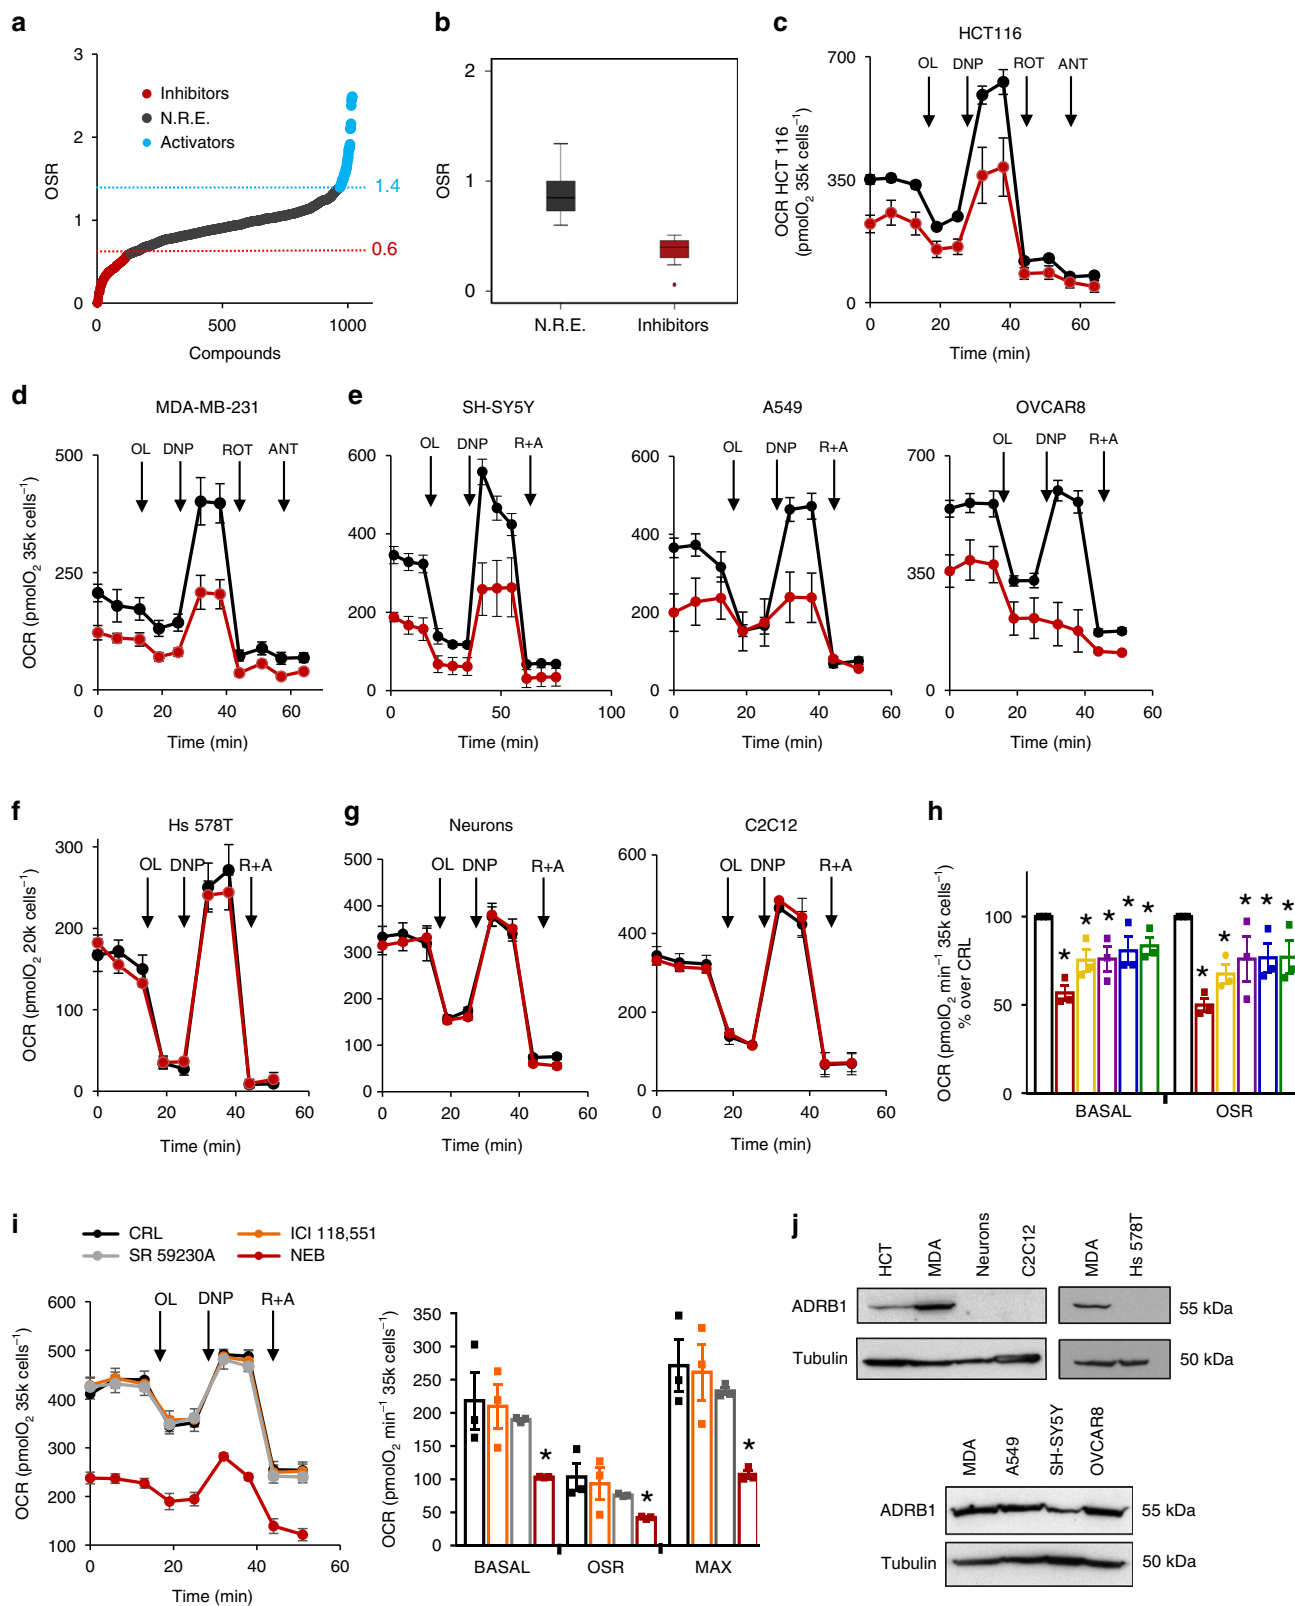 a
3
2
1
0
OSR
Inhibitors
N.R.E.
Activators
1.4
0.6
0
500
1000
Compounds
b
2
1
0
OSR
N.R.E.
Inhibitors
c
HCT116
700
350
0
OCR HCT 116
(pmolO₂ 35k cells⁻¹)
OL
DNP
ROT
ANT
0
20
40
60
Time (min)
d
MDA-MB-231
500
250
0
OCR (pmolO₂ 35k cells⁻¹)
OL
DNP
ROT
ANT
0
20
40
60
Time (min)
e
SH-SY5Y
600
400
200
0
OL
DNP
R+A
0
50
100
Time (min)
A549
600
400
200
0
OL
DNP
R+A
0
20
40
60
Time (min)
OVCAR8
700
350
0
OL
DNP
R+A
0
20
40
60
Time (min)
f
Hs 578T
300
200
100
0
OCR (pmolO₂ 20k cells⁻¹)
OL
DNP
R+A
0
20
40
60
Time (min)
g
Neurons
500
400
300
200
100
0
OL
DNP
R+A
0
20
40
60
Time (min)
C2C12
600
400
200
0
OL
DNP
R+A
0
20
40
60
Time (min)
h
OCR (pmolO₂ min⁻¹ 35k cells⁻¹)
% over CRL
100
50
0
* * * * *
* * * * *
BASAL
OSR
i
CRL
SR 59230A
ICI 118,551
NEB
600
500
400
300
200
100
OCR (pmolO₂ 35k cells⁻¹)
OL
DNP
R+A
0
20
40
60
Time (min)
350
300
250
200
150
100
50
0
OCR (pmolO₂ min⁻¹ 35k cells⁻¹)
*
*
*
BASAL
OSR
MAX
j
HCT
MDA
Neurons
C2C12
MDA
Hs 578T
ADRB1
55 kDa
Tubulin
50 kDa
MDA
A549
SH-SY5Y
OVCAR8
ADRB1
55 kDa
Tubulin
50 kDa